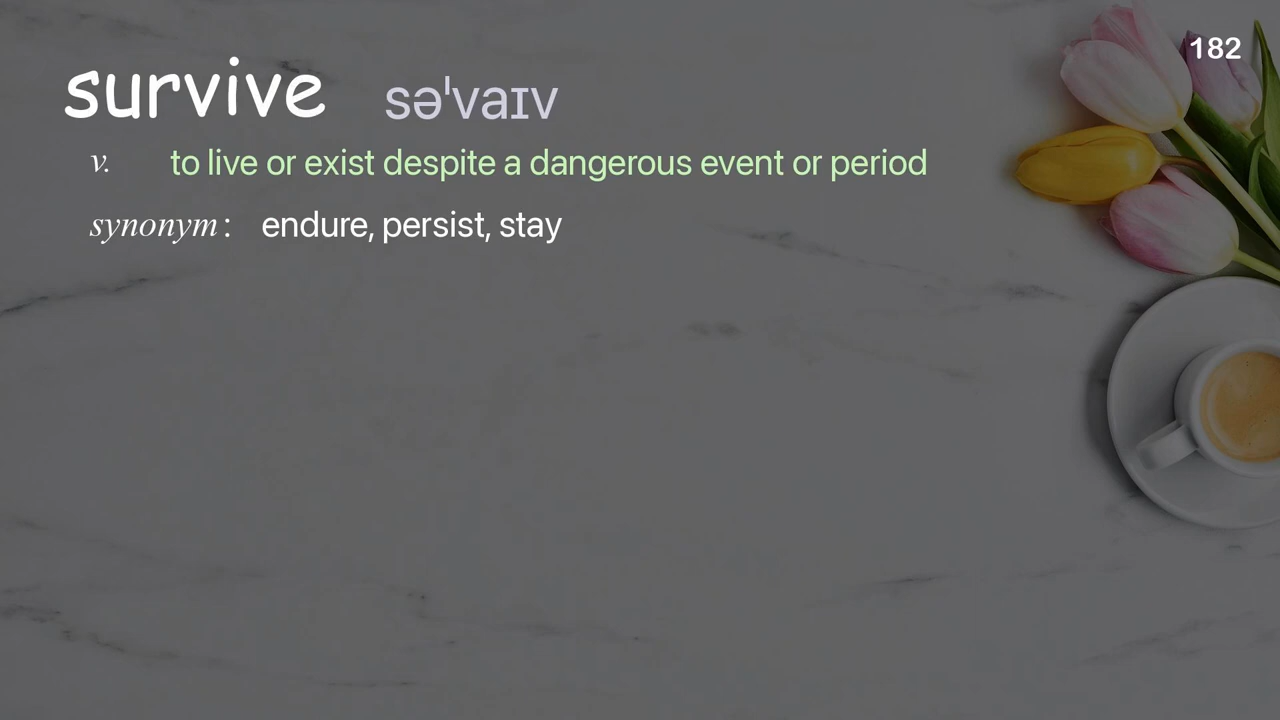 182
survive səˈvaɪv
v. to live or exist despite a dangerous event or period
synonym: endure, persist, stay